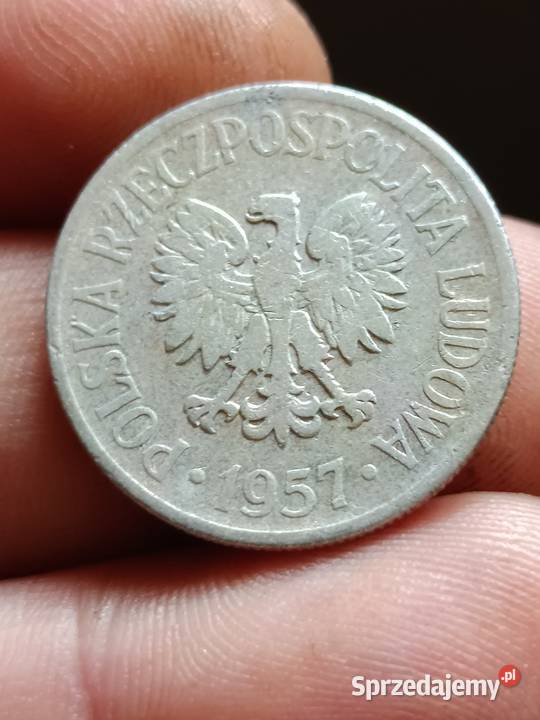 POLSKA RZECZPOSPOLITA LUDOWA
· 1957 ·
Sprzedajemy.pl